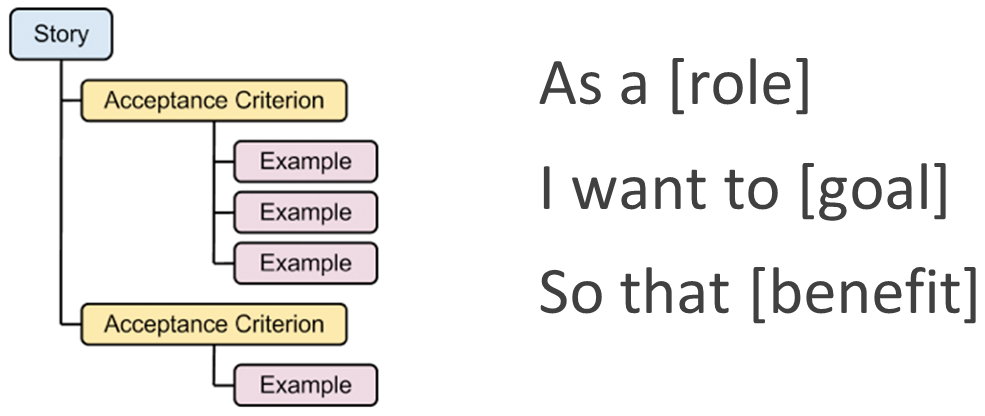 Story
Acceptance Criterion
Example
Example
Example
Acceptance Criterion
Example
As a [role]
I want to [goal]
So that [benefit]